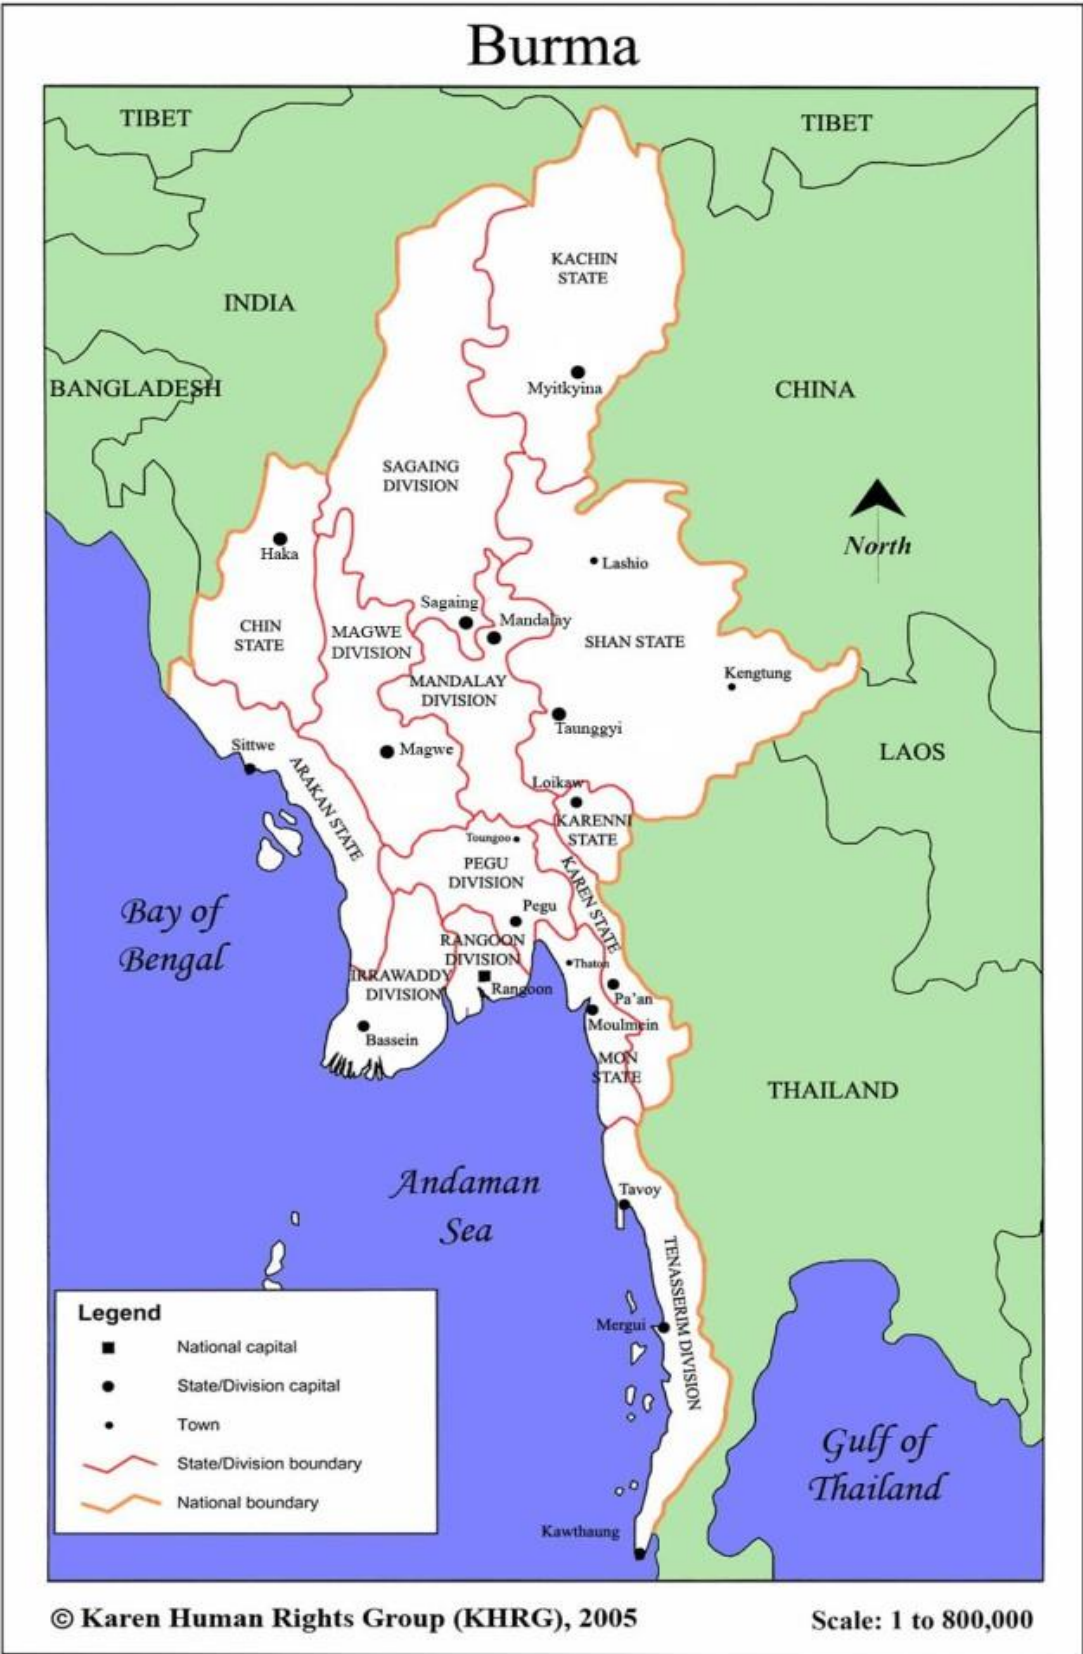 Burma
TIBET
TIBET
KACHIN
STATE
INDIA
BANGLADESH
Myitkyina
CHINA
SAGAING
DIVISION
North
Haka
Lashio
Sagaing
Mandalay
CHIN
STATE
MAGWE
DIVISION
SHAN STATE
Kengtung
MANDALAY
DIVISION
Taunggyi
Sittwe
Magwe
LAOS
Loikaw
ARAKAN STATE
KARENNI
STATE
Toungoo
PEGU
DIVISION
KAREN STATE
Bay of
Bengal
Pegu
RANGOON
DIVISION
Thaton
IRRAWADDY
DIVISION
Rangoon
Pa'an
Moulmein
Bassein
MON
STATE
THAILAND
Andaman
Sea
Tavoy
TENASSERIM DIVISION
Mergui
Legend
National capital
State/Division capital
Town
State/Division boundary
National boundary
Gulf of
Thailand
Kawthaung
© Karen Human Rights Group (KHRG), 2005
Scale: 1 to 800,000